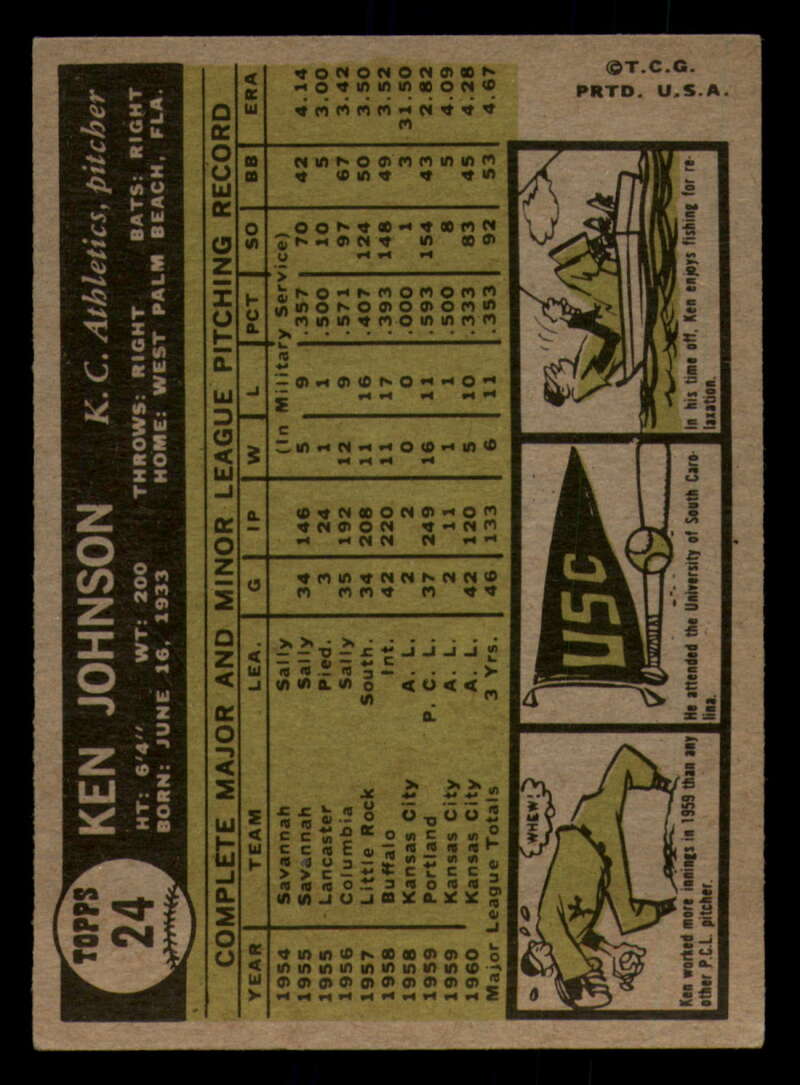 TOPPS
24
KEN JOHNSON K. C. Athletics, pitcher
HT: 6'4" WT: 200 THROWS: RIGHT BATS: RIGHT
BORN: JUNE 16, 1933 HOME: WEST PALM BEACH, FLA.
COMPLETE MAJOR AND MINOR LEAGUE PITCHING RECORD
YEAR TEAM LEA. G IP W L PCT SO BB ERA
1954 Savannah Sally (In Military Service)
1955 Savannah Sally 34 146 5 9 .357 70 42 4.14
1955 Lancaster Pied. 3 24 1 1 .500 10 5 3.00
1956 Columbia Sally 35 192 12 9 .571 97 67 3.42
1957 Little Rock South. 34 208 11 16 .407 124 50 3.50
1958 Buffalo Int. 42 220 11 17 .393 148 49 3.52
1958 Kansas City A. L. 2 2 0 0 .000 1 3 31.50
1959 Portland P. C. L. 37 249 16 11 .593 154 43 2.82
1959 Kansas City A. L. 2 11 1 1 .500 8 5 4.09
1960 Kansas City A. L. 42 120 5 10 .333 83 45 4.28
Major League Totals 3 Yrs. 46 133 6 11 .353 92 53 4.67
WHEW!
Ken worked more innings in 1959 than any
other P.C.L. pitcher.
USC
He attended the University of South Caro-
lina.
In his time off, Ken enjoys fishing for re-
laxation.
©T.C.G.
PRTD. U.S.A.